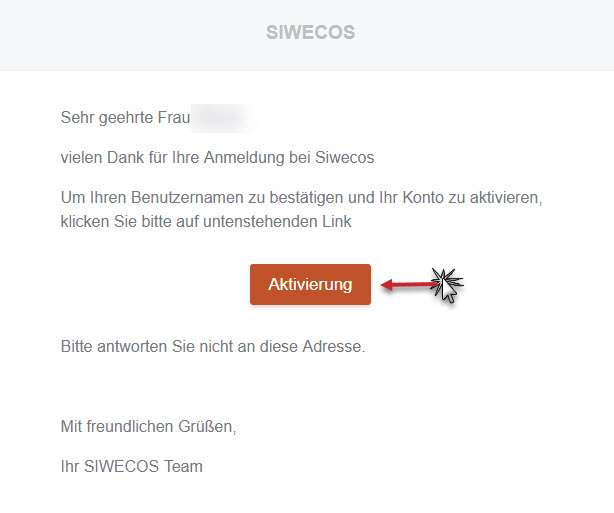 SIWECOS
Sehr geehrte Frau
vielen Dank für Ihre Anmeldung bei Siwecos
Um Ihren Benutzernamen zu bestätigen und Ihr Konto zu aktivieren,
klicken Sie bitte auf untenstehenden Link
Aktivierung
Bitte antworten Sie nicht an diese Adresse.
Mit freundlichen Grüßen,
Ihr SIWECOS Team